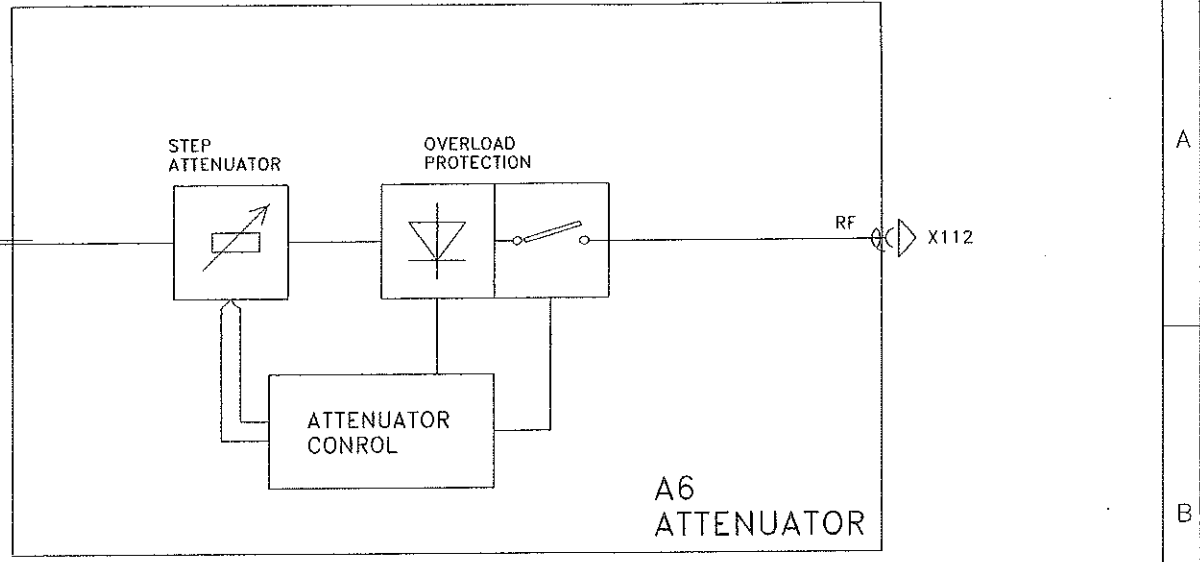 STEP
ATTENUATOR
OVERLOAD
PROTECTION
A
RF
X112
ATTENUATOR
CONROL
A6
ATTENUATOR
B